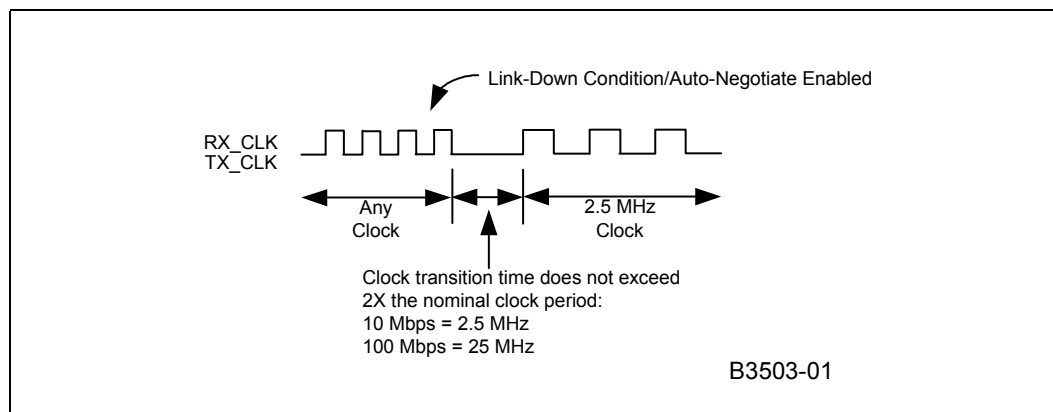 Link-Down Condition/Auto-Negotiate Enabled
RX_CLK
TX_CLK
Any
Clock
2.5 MHz
Clock
Clock transition time does not exceed
2X the nominal clock period:
10 Mbps = 2.5 MHz
100 Mbps = 25 MHz
B3503-01